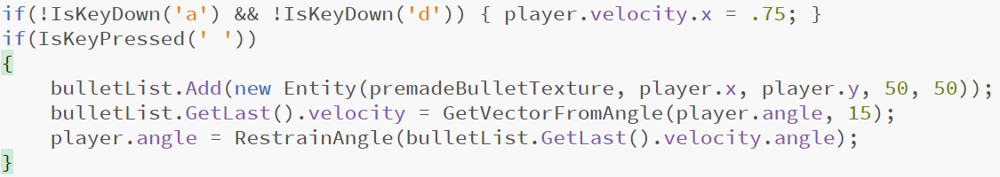 if(!IsKeyDown('a') && !IsKeyDown('d')) { player.velocity.x = .75; }
if(IsKeyPressed(' '))
{
    bulletList.Add(new Entity(premadeBulletTexture, player.x, player.y, 50, 50));
    bulletList.GetLast().velocity = GetVectorFromAngle(player.angle, 15);
    player.angle = RestrainAngle(bulletList.GetLast().velocity.angle);
}